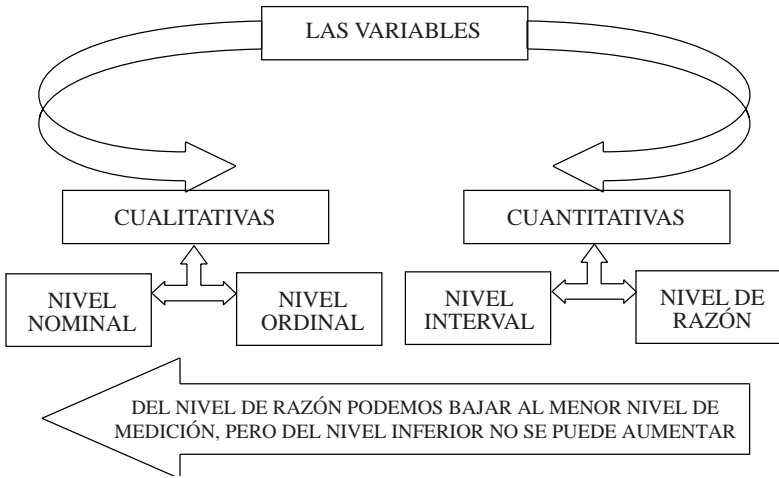 LAS VARIABLES
CUALITATIVAS
CUANTITATIVAS
NIVEL
NOMINAL
NIVEL
ORDINAL
NIVEL
INTERVAL
NIVEL DE
RAZÓN
DEL NIVEL DE RAZÓN PODEMOS BAJAR AL MENOR NIVEL DE
MEDICIÓN, PERO DEL NIVEL INFERIOR NO SE PUEDE AUMENTAR